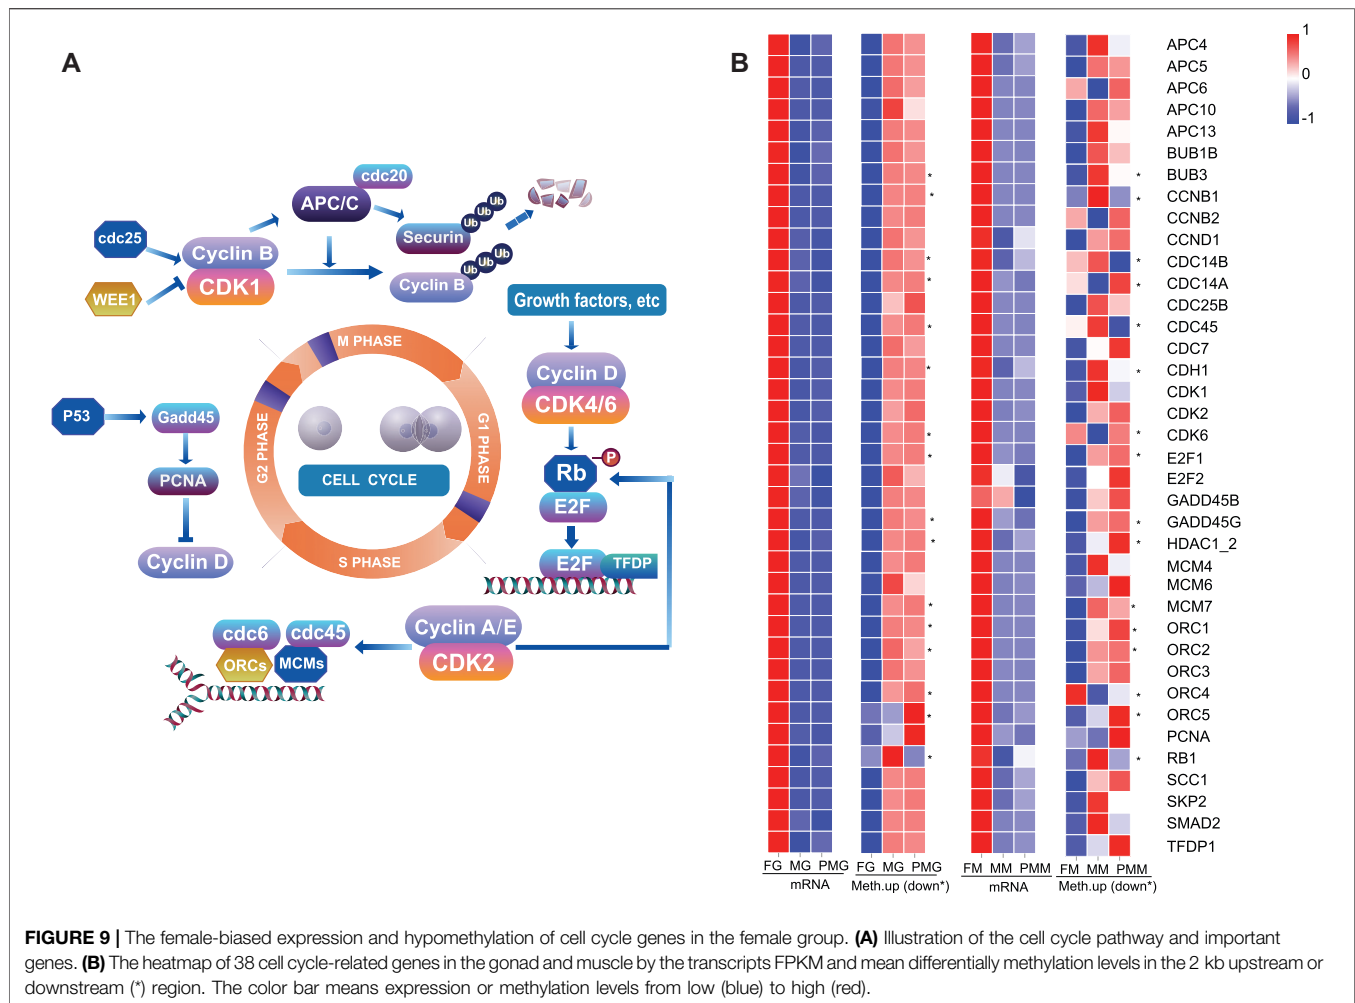 A
cdc20
APC/C
Ub
Ub
Ub
cdc25
Securin
Cyclin B
CDK1
Ub
Ub
Ub
Cyclin B
WEE1
Growth factors, etc
M PHASE
Cyclin D
CDK4/6
P53
Gadd45
G2 PHASE
G1 PHASE
Rb
P
PCNA
CELL CYCLE
E2F
Cyclin D
S PHASE
E2F
TFDP
cdc6
cdc45
Cyclin A/E
ORCs
MCMs
CDK2
B
1
0
-1
APC4
APC5
APC6
APC10
APC13
BUB1B
* * BUB3
* * CCNB1
CCNB2
CCND1
* * CDC14B
* * CDC14A
CDC25B
* * CDC45
CDC7
* * CDH1
CDK1
CDK2
* * CDK6
* * E2F1
E2F2
GADD45B
* * GADD45G
* * HDAC1_2
MCM4
MCM6
* * MCM7
* * ORC1
* * ORC2
ORC3
* * ORC4
* * ORC5
PCNA
* * RB1
SCC1
SKP2
SMAD2
TFDP1
FG MG PMG FG MG PMG FM MM PMM FM MM PMM
mRNA Meth.up (down*) mRNA Meth.up (down*)
FIGURE 9 | The female-biased expression and hypomethylation of cell cycle genes in the female group. (A) Illustration of the cell cycle pathway and important
genes. (B) The heatmap of 38 cell cycle-related genes in the gonad and muscle by the transcripts FPKM and mean differentially methylation levels in the 2 kb upstream or
downstream (*) region. The color bar means expression or methylation levels from low (blue) to high (red).